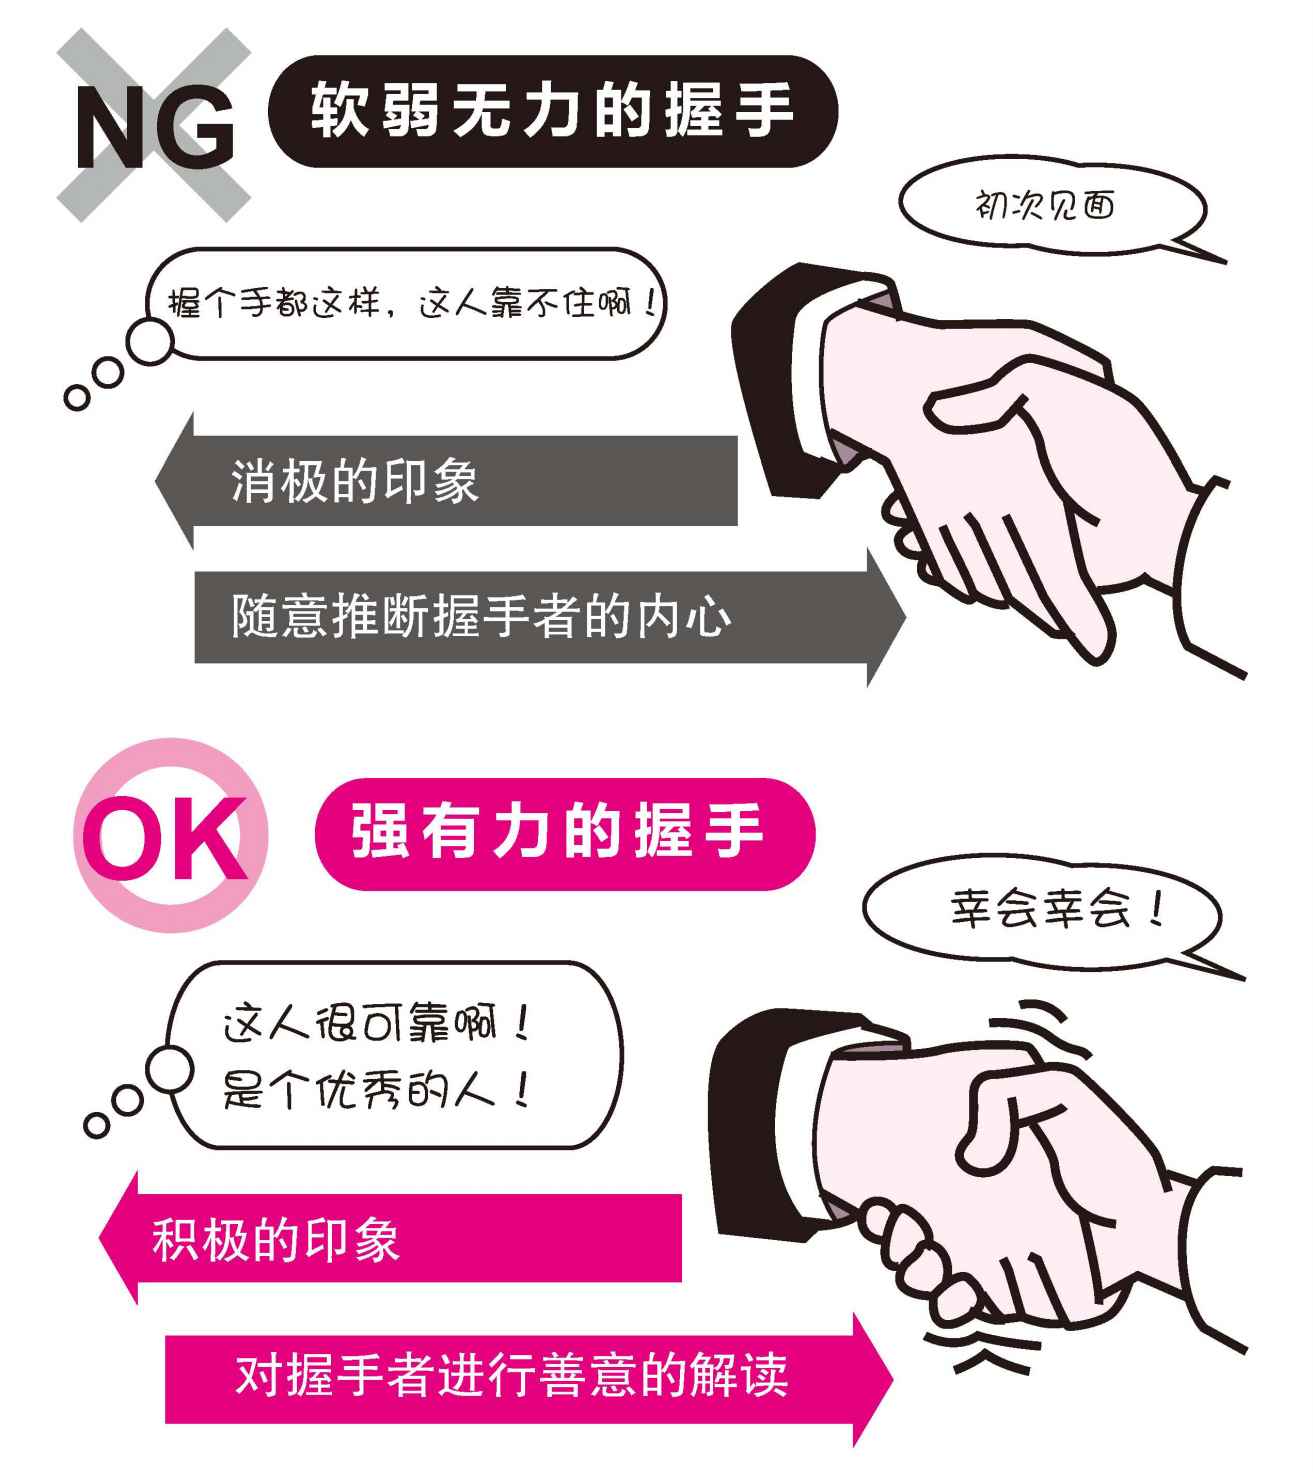 NG
软弱无力的握手
初次见面
握个手都这样，这人靠不住啊！
消极的印象
随意推断握手者的内心
OK
强有力的握手
幸会幸会！
这人很可靠啊！
是个优秀的人！
积极的印象
对握手者进行善意的解读